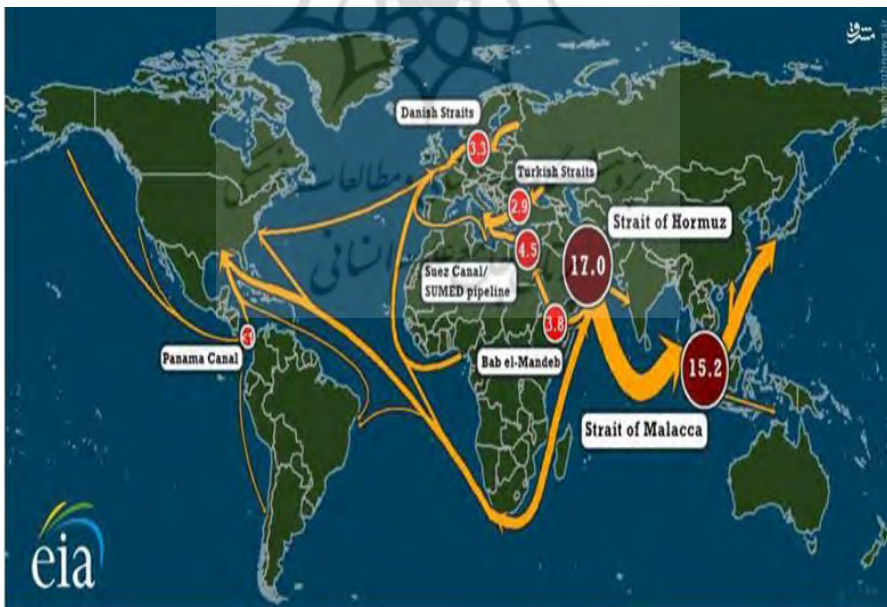 مشرق
Danish Straits
3.3
Turkish Straits
2.9
Strait of Hormuz
17.0
4.5
Suez Canal/
SUMED pipeline
3.8
Bab el-Mandeb
Panama Canal
15.2
Strait of Malacca
eia